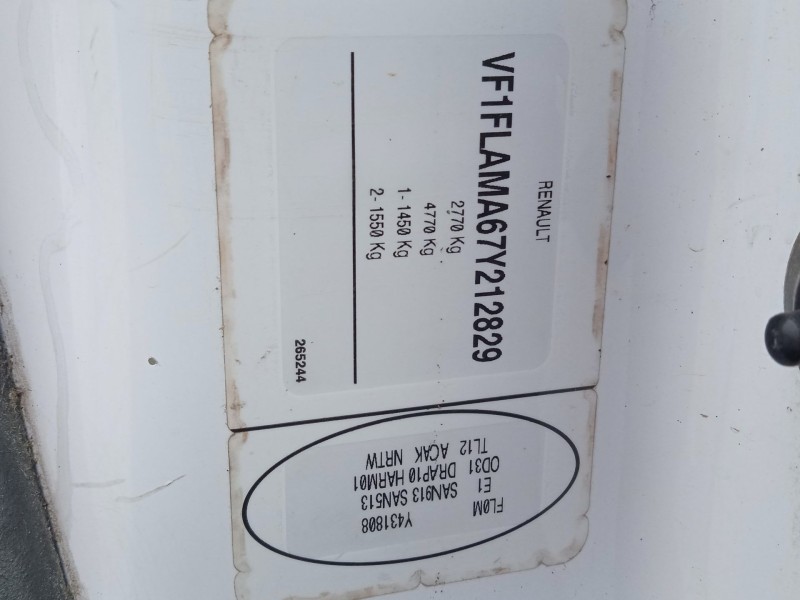 RENAULT
VF1FLAMA67Y212829
2770 Kg
4770 Kg
1- 1450 Kg
2- 1550 Kg
265244
FL0M Y431808
E1 SAN913 SAN513
OD31 DRAP10 HARM01
TL12 ACAK NRTW